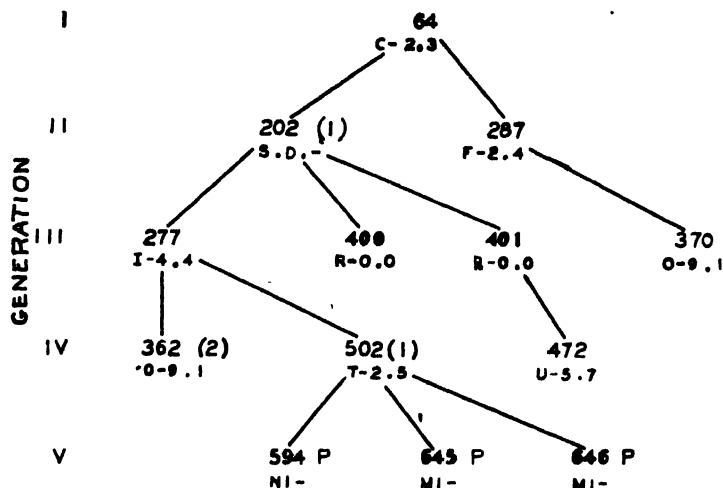 I 64
C-2.3
II 202 (1) 287
S.D.- F-2.4
GENERATION
III 277 400 401 370
I-4.4 R-0.0 R-0.0 O-9.1
IV 362 (2) 502(1) 472
O-9.1 T-2.5 U-5.7
V 594 P 645 P 646 P
NI- MI- MI-